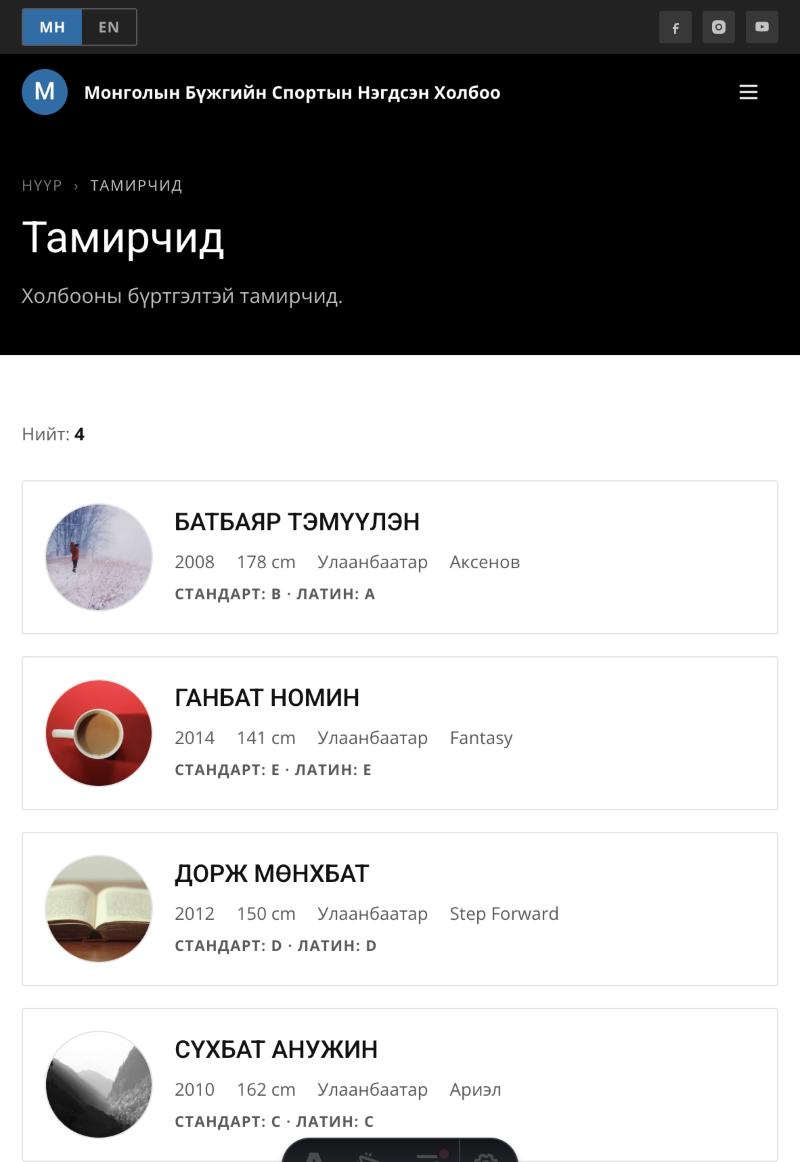 МН EN
М Монголын Бүжгийн Спортын Нэгдсэн Холбоо
НҮҮР › ТАМИРЧИД
Тамирчид
Холбооны бүртгэлтэй тамирчид.
Нийт: 4
БАТБАЯР ТЭМҮҮЛЭН
2008 178 cm Улаанбаатар Аксенов
СТАНДАРТ: B · ЛАТИН: A
ГАНБАТ НОМИН
2014 141 cm Улаанбаатар Fantasy
СТАНДАРТ: E · ЛАТИН: E
ДОРЖ МӨНХБАТ
2012 150 cm Улаанбаатар Step Forward
СТАНДАРТ: D · ЛАТИН: D
СҮХБАТ АНУЖИН
2010 162 cm Улаанбаатар Ариэл
СТАНДАРТ: C · ЛАТИН: C